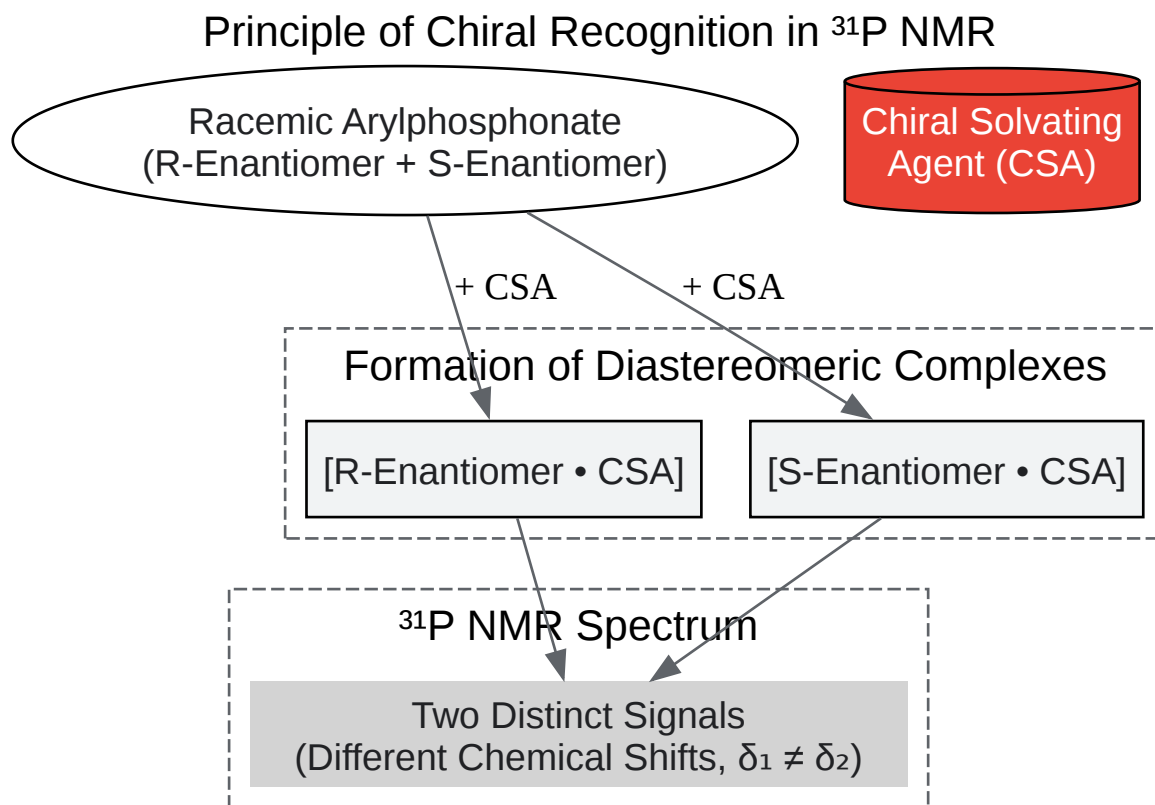 Principle of Chiral Recognition in ³¹P NMR
Racemic Arylphosphonate
(R-Enantiomer + S-Enantiomer)
Chiral Solvating
Agent (CSA)
+ CSA
+ CSA
Formation of Diastereomeric Complexes
[R-Enantiomer • CSA]
[S-Enantiomer • CSA]
³¹P NMR Spectrum
Two Distinct Signals
(Different Chemical Shifts, δ₁ ≠ δ₂)